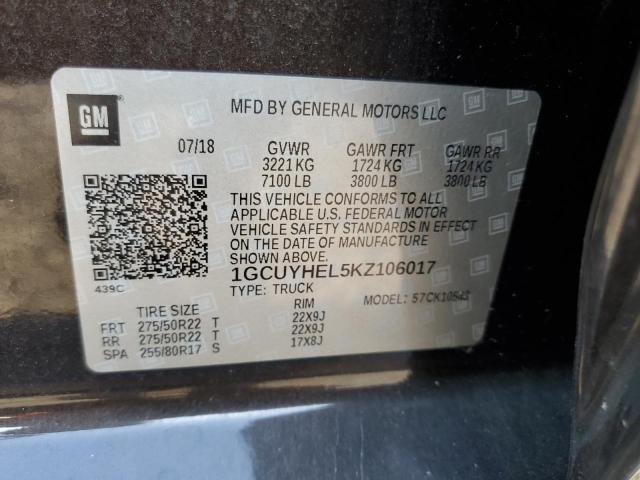 GM
MFD BY GENERAL MOTORS LLC
07/18 GVWR GAWR FRT GAWR RR
3221 KG 1724 KG 1724 KG
7100 LB 3800 LB 3800 LB
THIS VEHICLE CONFORMS TO ALL
APPLICABLE U.S. FEDERAL MOTOR
VEHICLE SAFETY STANDARDS IN EFFECT
ON THE DATE OF MANUFACTURE
SHOWN ABOVE.
439C
1GCUYHEL5KZ106017
TYPE: TRUCK MODEL: 57CK10543
TIRE SIZE RIM
FRT 275/50R22 T 22X9J
RR 275/50R22 T 22X9J
SPA 255/80R17 S 17X8J